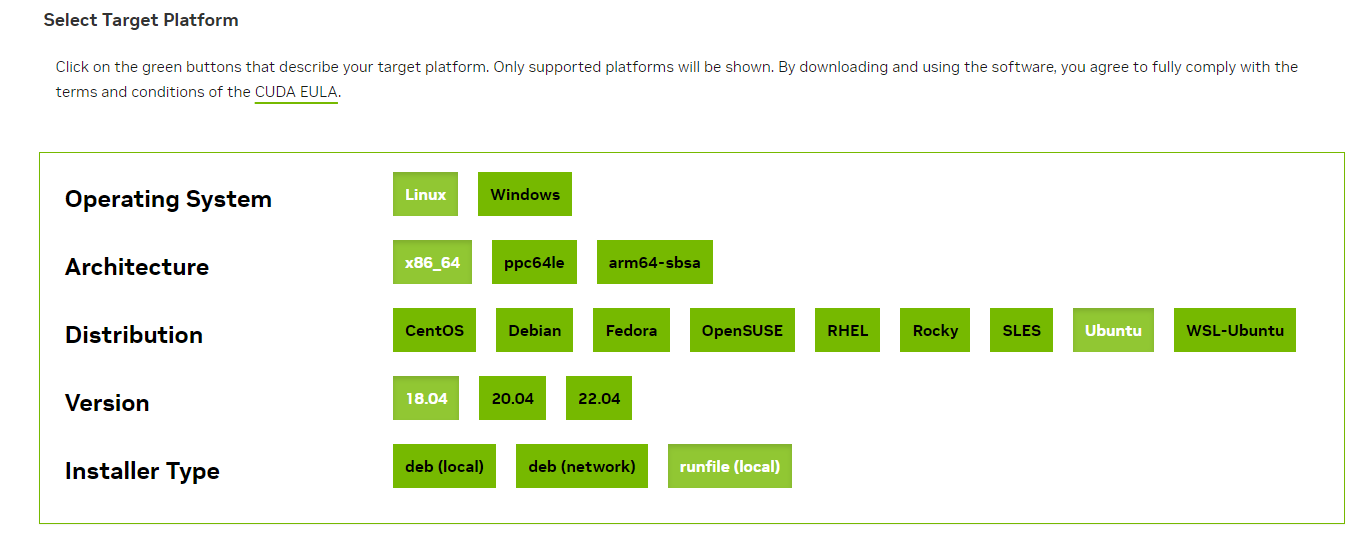 Select Target Platform
Click on the green buttons that describe your target platform. Only supported platforms will be shown. By downloading and using the software, you agree to fully comply with the
terms and conditions of the CUDA EULA.
Operating System Linux Windows
Architecture x86_64 ppc64le arm64-sbsa
Distribution CentOS Debian Fedora OpenSUSE RHEL Rocky SLES Ubuntu WSL-Ubuntu
Version 18.04 20.04 22.04
Installer Type deb (local) deb (network) runfile (local)